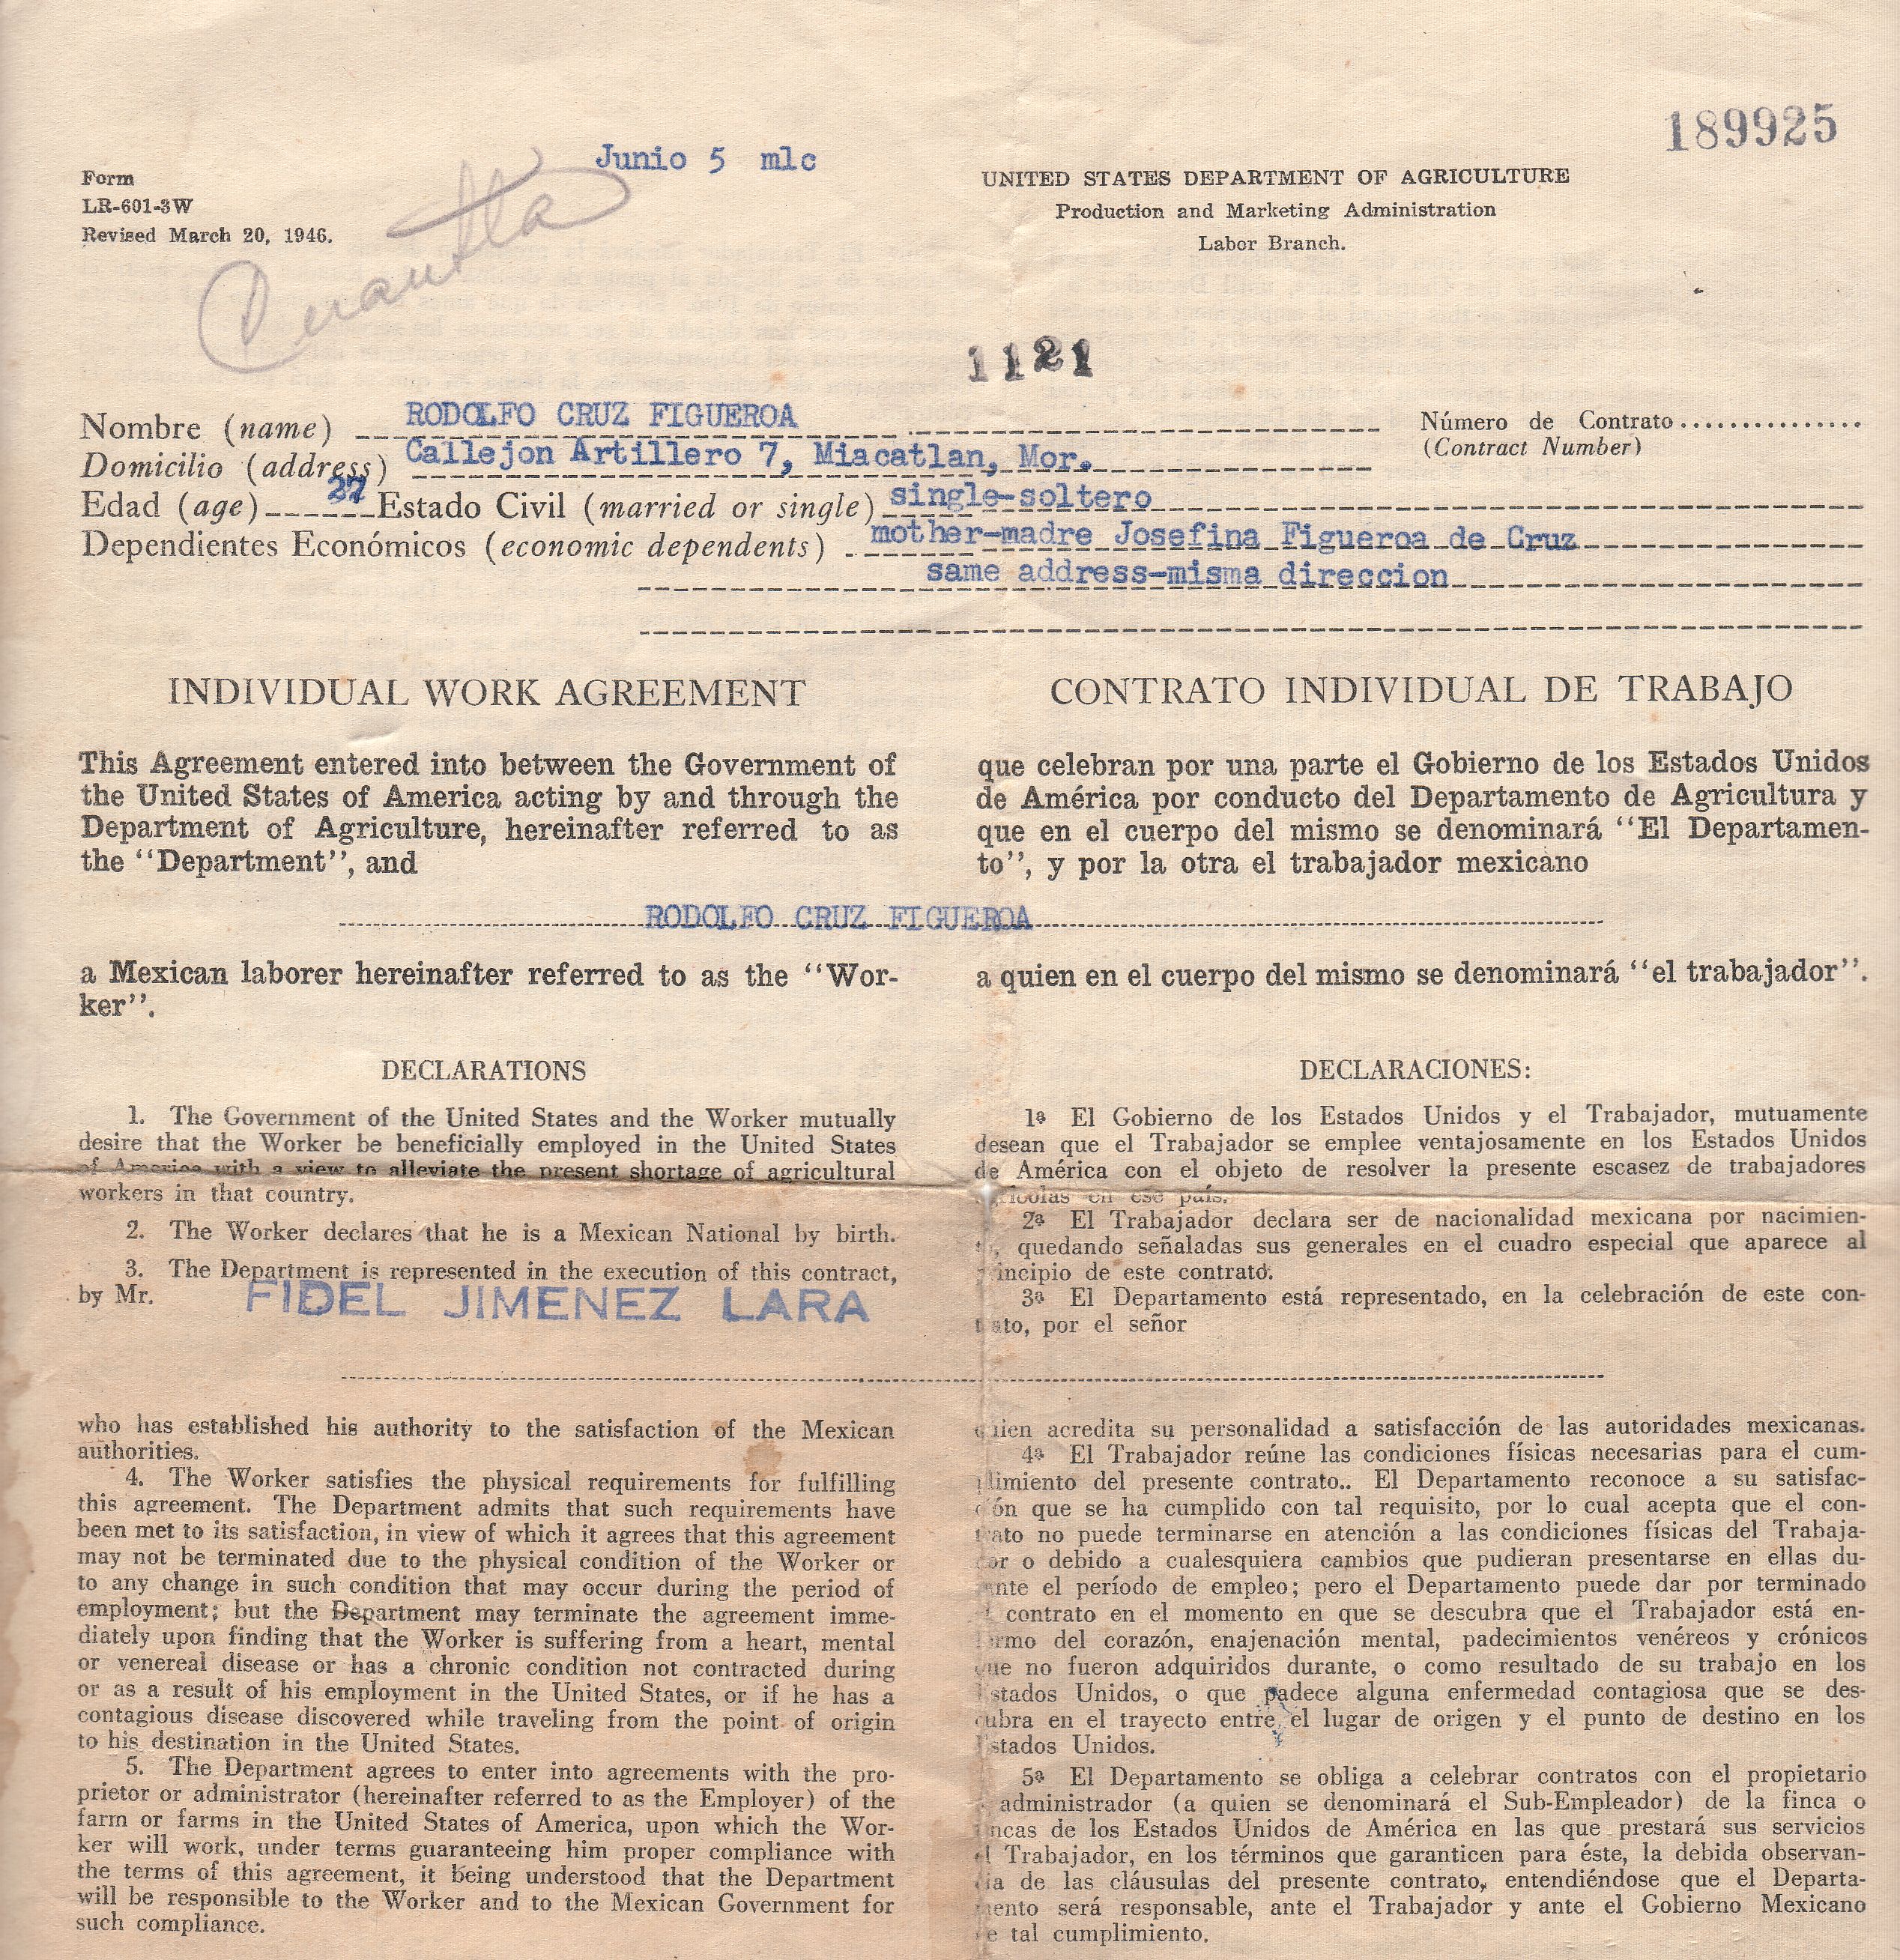 189925
Junio 5 mlc
Form
LR-601-3W
Revised March 20, 1946.
UNITED STATES DEPARTMENT OF AGRICULTURE
Production and Marketing Administration
Labor Branch.
1121
Nombre (name) RODOLFO CRUZ FIGUEROA
Número de Contrato
(Contract Number)
Domicilio (address) Callejon Artillero 7, Miacatlan, Mor.
Edad (age) 27 Estado Civil (married or single) single-soltero
Dependientes Económicos (economic dependents) mother-madre Josefina Figueroa de Cruz
same address-misma direccion
INDIVIDUAL WORK AGREEMENT
This Agreement entered into between the Government of
the United States of America acting by and through the
Department of Agriculture, hereinafter referred to as
the "Department", and
CONTRATO INDIVIDUAL DE TRABAJO
que celebran por una parte el Gobierno de los Estados Unidos
de América por conducto del Departamento de Agricultura y
que en el cuerpo del mismo se denominará "El Departamen-
to", y por la otra el trabajador mexicano
RODOLFO CRUZ FIGUEROA
a Mexican laborer hereinafter referred to as the "Wor-
ker".
a quien en el cuerpo del mismo se denominará "el trabajador".
DECLARATIONS
1. The Government of the United States and the Worker mutually
desire that the Worker be beneficially employed in the United States
of America with a view to alleviate the present shortage of agricultural
workers in that country.
2. The Worker declares that he is a Mexican National by birth.
3. The Department is represented in the execution of this contract,
by Mr. FIDEL JIMENEZ LARA
who has established his authority to the satisfaction of the Mexican
authorities.
4. The Worker satisfies the physical requirements for fulfilling
this agreement. The Department admits that such requirements have
been met to its satisfaction, in view of which it agrees that this agreement
may not be terminated due to the physical condition of the Worker or
to any change in such condition that may occur during the period of
employment; but the Department may terminate the agreement imme-
diately upon finding that the Worker is suffering from a heart, mental
or venereal disease or has a chronic condition not contracted during
or as a result of his employment in the United States, or if he has a
contagious disease discovered while traveling from the point of origin
to his destination in the United States.
5. The Department agrees to enter into agreements with the pro-
prietor or administrator (hereinafter referred to as the Employer) of the
farm or farms in the United States of America, upon which the Wor-
ker will work, under terms guaranteeing him proper compliance with
the terms of this agreement, it being understood that the Department
will be responsible to the Worker and to the Mexican Government for
such compliance.
DECLARACIONES:
1ª El Gobierno de los Estados Unidos y el Trabajador, mutuamente
desean que el Trabajador se emplee ventajosamente en los Estados Unidos
de América con el objeto de resolver la presente escasez de trabajadores
agrícolas en ese país.
2ª El Trabajador declara ser de nacionalidad mexicana por nacimien-
to, quedando señaladas sus generales en el cuadro especial que aparece al
principio de este contrato.
3ª El Departamento está representado, en la celebración de este con-
trato, por el señor
quien acredita su personalidad a satisfacción de las autoridades mexicanas.
4ª El Trabajador reúne las condiciones físicas necesarias para el cum-
plimiento del presente contrato.. El Departamento reconoce a su satisfac-
ción que se ha cumplido con tal requisito, por lo cual acepta que el con-
trato no puede terminarse en atención a las condiciones físicas del Trabaja-
dor o debido a cualesquiera cambios que pudieran presentarse en ellas du-
rante el período de empleo; pero el Departamento puede dar por terminado
el contrato en el momento en que se descubra que el Trabajador está en-
fermo del corazón, enajenación mental, padecimientos venéreos y crónicos
que no fueron adquiridos durante, o como resultado de su trabajo en los
Estados Unidos, o que padece alguna enfermedad contagiosa que se des-
cubra en el trayecto entre el lugar de origen y el punto de destino en los
Estados Unidos.
5ª El Departamento se obliga a celebrar contratos con el propietario
administrador (a quien se denominará el Sub-Empleador) de la finca o
fincas de los Estados Unidos de América en las que prestará sus servicios
el Trabajador, en los términos que garanticen para éste, la debida observan-
cia de las cláusulas del presente contrato, entendiéndose que el Departa-
mento será responsable, ante el Trabajador y ante el Gobierno Mexicano
de tal cumplimiento.